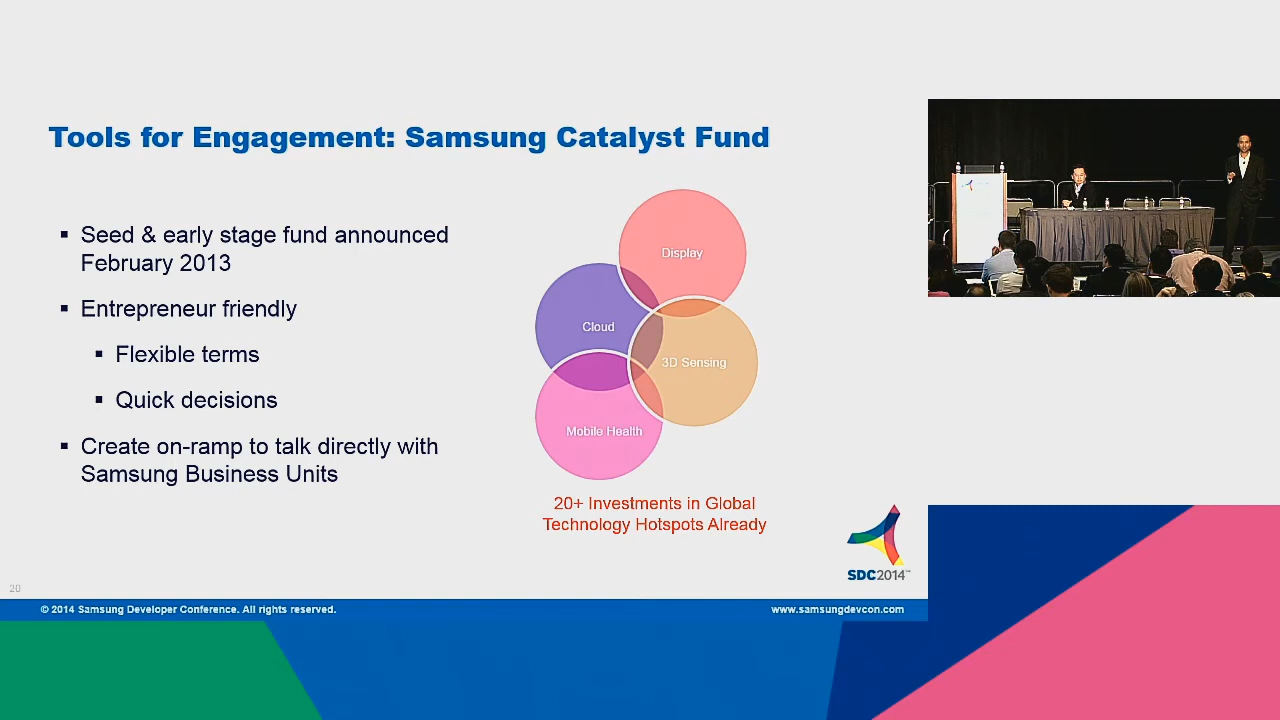 Tools for Engagement: Samsung Catalyst Fund
▪ Seed & early stage fund announced
February 2013
▪ Entrepreneur friendly
▪ Flexible terms
▪ Quick decisions
▪ Create on-ramp to talk directly with
Samsung Business Units
Display
Cloud
3D Sensing
Mobile Health
20+ Investments in Global
Technology Hotspots Already
SDC2014™
20
© 2014 Samsung Developer Conference. All rights reserved.
www.samsungdevcon.com